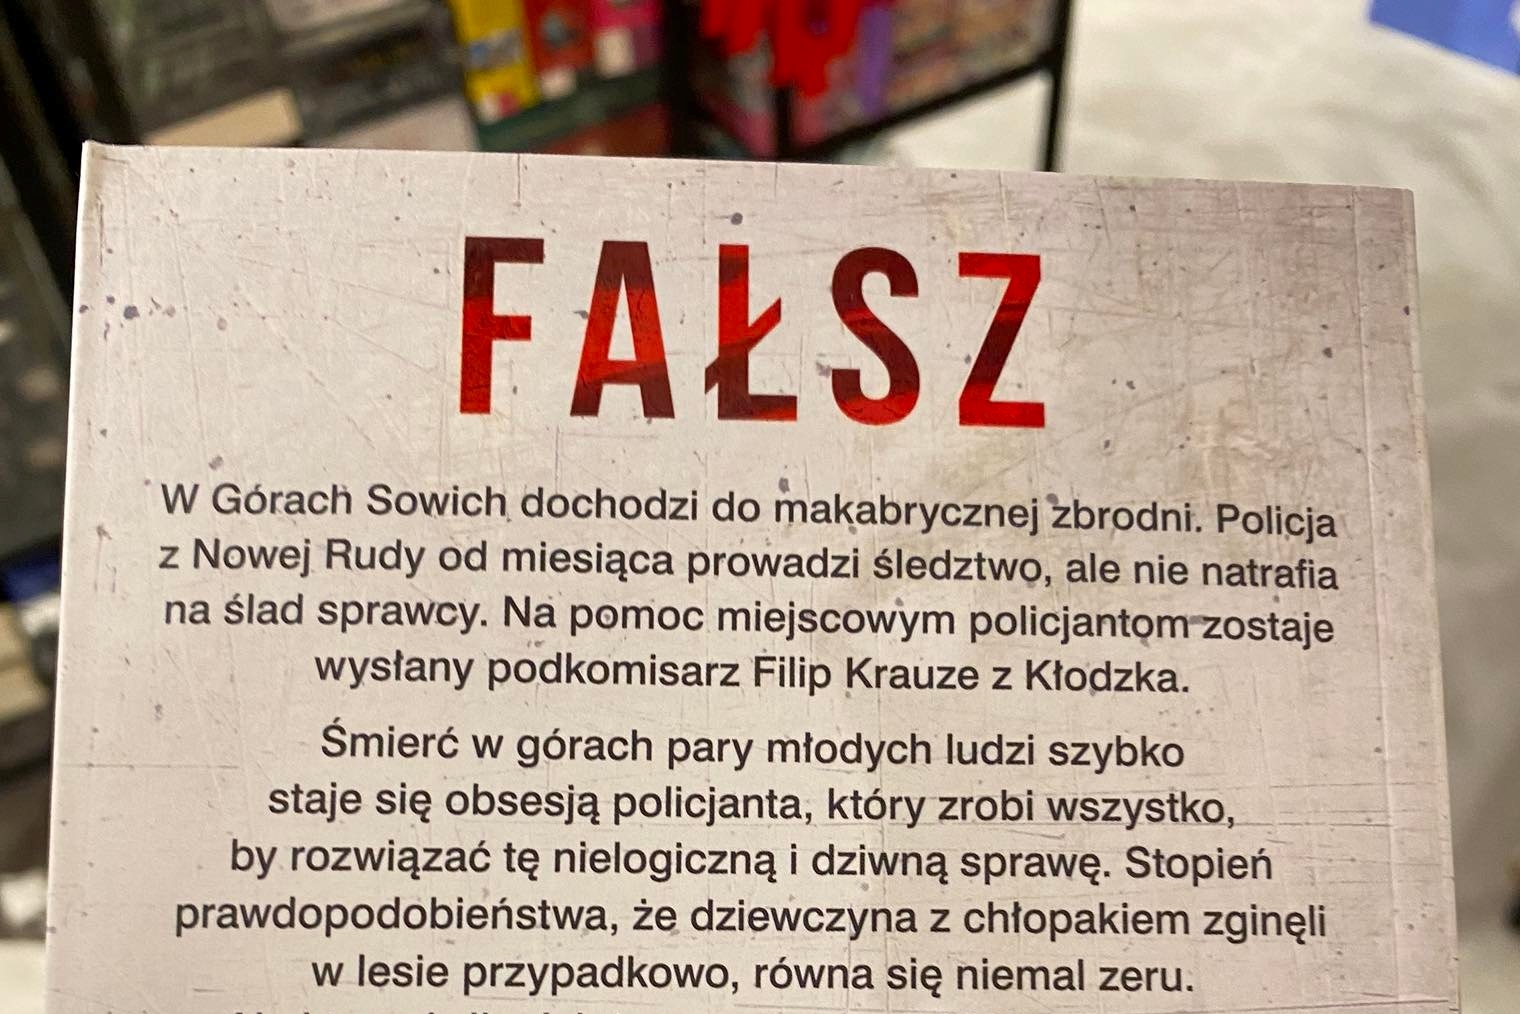 FAŁSZ
W Górach Sowich dochodzi do makabrycznej zbrodni. Policja
z Nowej Rudy od miesiąca prowadzi śledztwo, ale nie natrafia
na ślad sprawcy. Na pomoc miejscowym policjantom zostaje
wysłany podkomisarz Filip Krauze z Kłodzka.
Śmierć w górach pary młodych ludzi szybko
staje się obsesją policjanta, który zrobi wszystko,
by rozwiązać tę nielogiczną i dziwną sprawę. Stopień
prawdopodobieństwa, że dziewczyna z chłopakiem zginęli
w lesie przypadkowo, równa się niemal zeru.